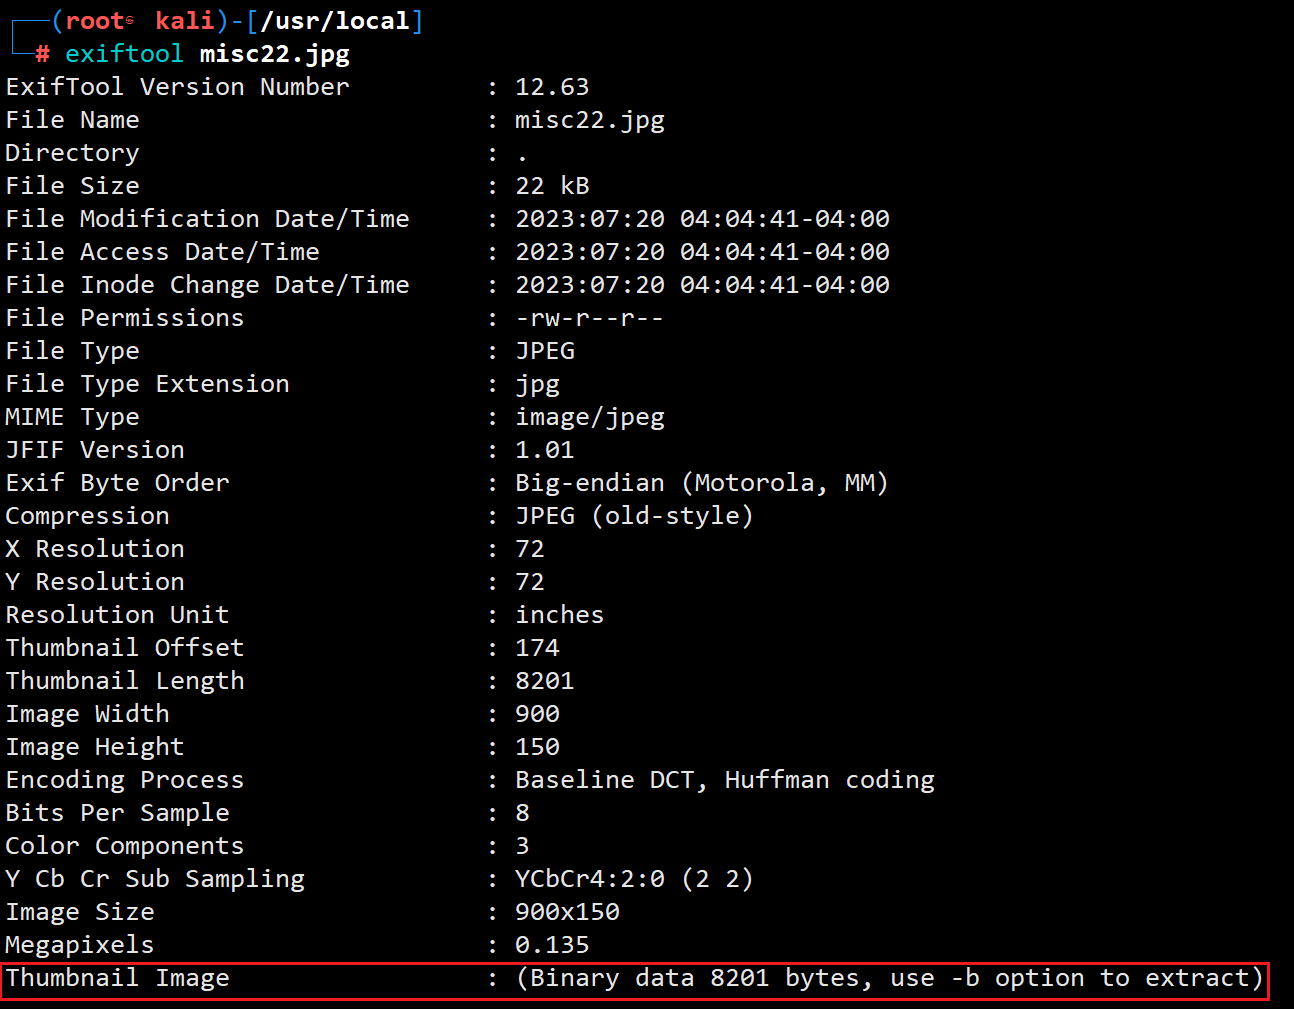 ┌──(root㉿kali)-[/usr/local]
└─# exiftool misc22.jpg
ExifTool Version Number : 12.63
File Name : misc22.jpg
Directory : .
File Size : 22 kB
File Modification Date/Time : 2023:07:20 04:04:41-04:00
File Access Date/Time : 2023:07:20 04:04:41-04:00
File Inode Change Date/Time : 2023:07:20 04:04:41-04:00
File Permissions : -rw-r--r--
File Type : JPEG
File Type Extension : jpg
MIME Type : image/jpeg
JFIF Version : 1.01
Exif Byte Order : Big-endian (Motorola, MM)
Compression : JPEG (old-style)
X Resolution : 72
Y Resolution : 72
Resolution Unit : inches
Thumbnail Offset : 174
Thumbnail Length : 8201
Image Width : 900
Image Height : 150
Encoding Process : Baseline DCT, Huffman coding
Bits Per Sample : 8
Color Components : 3
Y Cb Cr Sub Sampling : YCbCr4:2:0 (2 2)
Image Size : 900x150
Megapixels : 0.135
Thumbnail Image : (Binary data 8201 bytes, use -b option to extract)